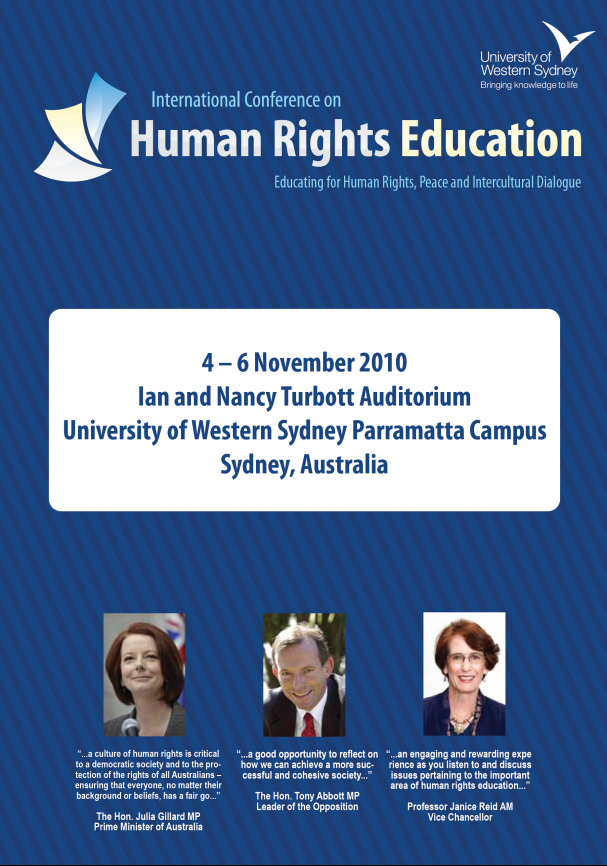 University of
Western Sydney
Bringing knowledge to life
International Conference on
Human Rights Education
Educating for Human Rights, Peace and Intercultural Dialogue
4 – 6 November 2010
Ian and Nancy Turbott Auditorium
University of Western Sydney Parramatta Campus
Sydney, Australia
“...a culture of human rights is critical
to a democratic society and to the pro-
tection of the rights of all Australians –
ensuring that everyone, no matter their
background or beliefs, has a fair go...”
The Hon. Julia Gillard MP
Prime Minister of Australia
“...a good opportunity to reflect on
how we can achieve a more suc-
cessful and cohesive society...”
The Hon. Tony Abbott MP
Leader of the Opposition
“...an engaging and rewarding expe
rience as you listen to and discuss
issues pertaining to the important
area of human rights education...”
Professor Janice Reid AM
Vice Chancellor